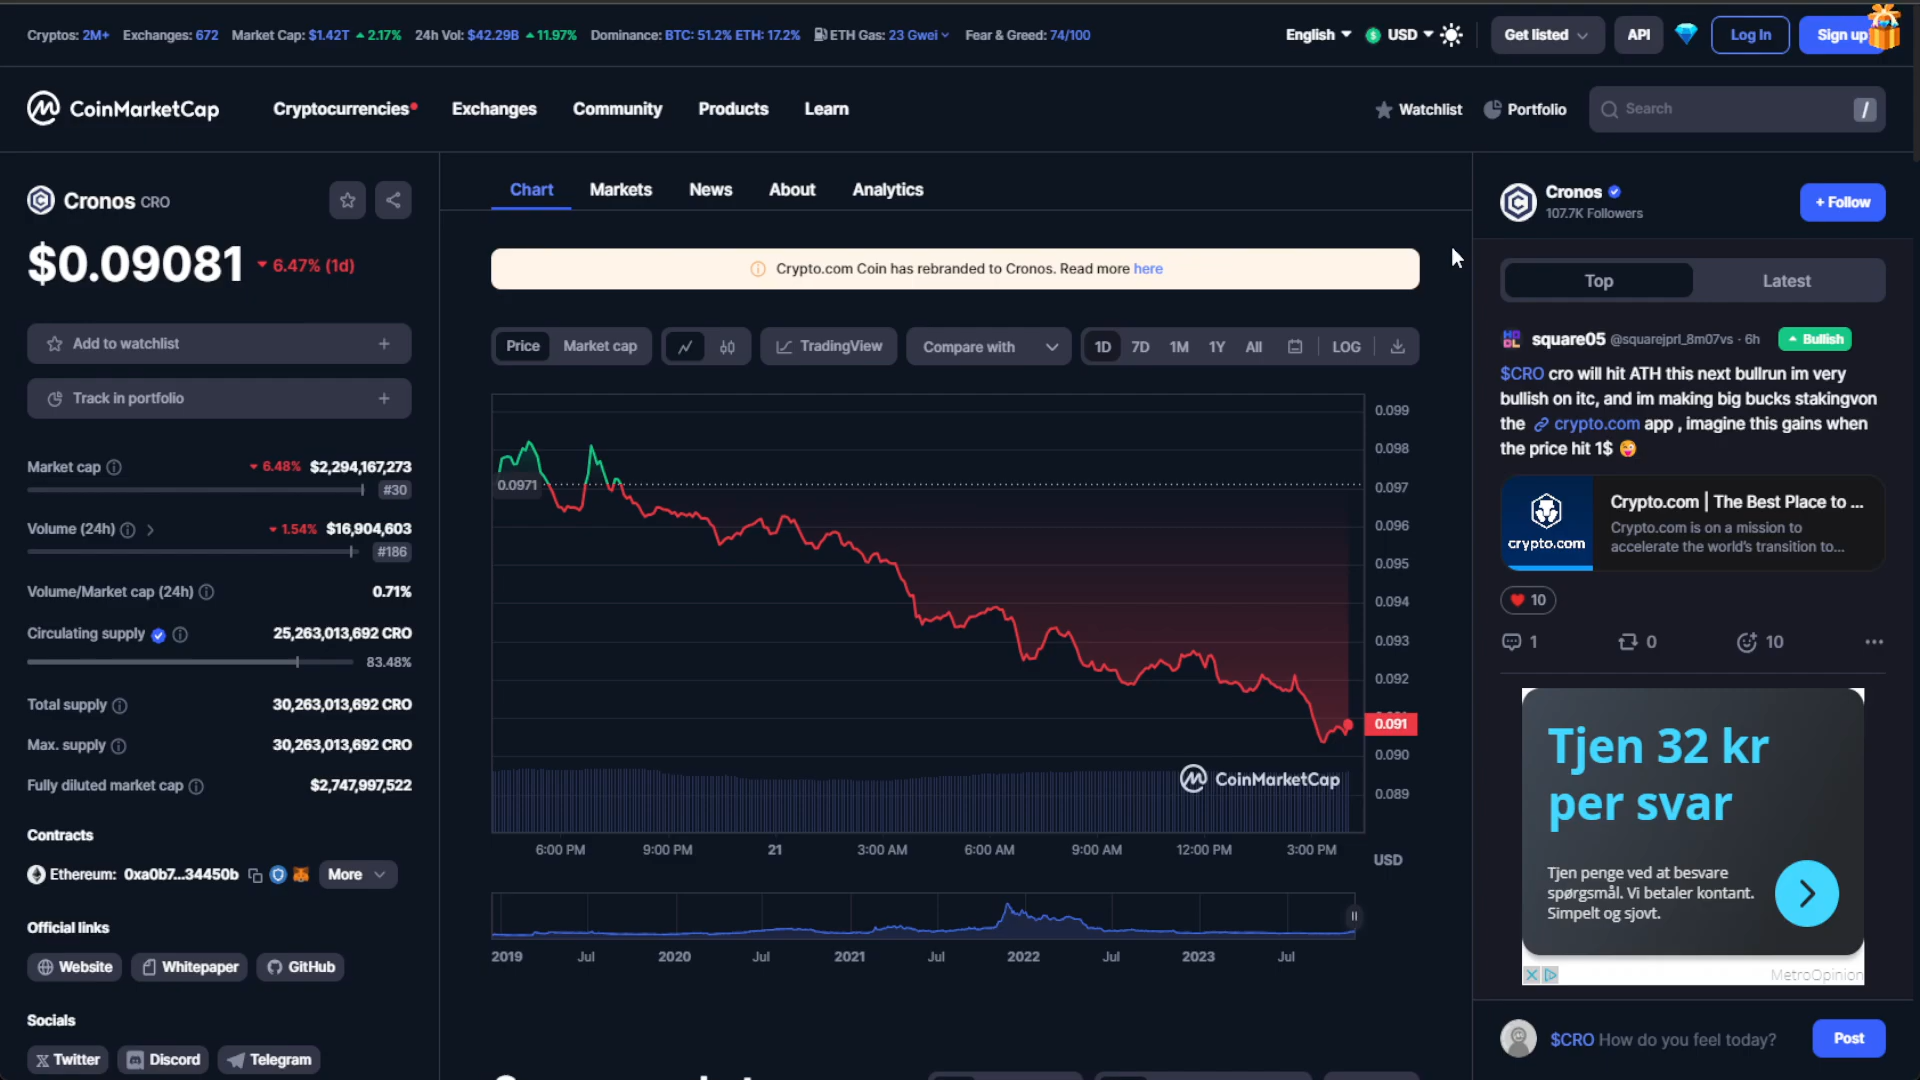 Cryptos: 2M+ Exchanges: 672 Market Cap: $1.42T 2.17% 24h Vol: $42.29B 11.97% Dominance: BTC: 51.2% ETH: 17.2% ETH Gas: 23 Gwei Fear & Greed: 74/100
English USD Get listed API Log In Sign up
CoinMarketCap Cryptocurrencies Exchanges Community Products Learn Watchlist Portfolio Search /
Cronos CRO
$0.09081 6.47% (1d)
Add to watchlist +
Track in portfolio +
Market cap 6.48% $2,294,167,273
#30
Volume (24h) 1.54% $16,904,603
#186
Volume/Market cap (24h) 0.71%
Circulating supply 25,263,013,692 CRO
83.48%
Total supply 30,263,013,692 CRO
Max. supply 30,263,013,692 CRO
Fully diluted market cap $2,747,997,522
Contracts
Ethereum: 0xa0b7...34450b More
Official links
Website Whitepaper GitHub
Socials
Twitter Discord Telegram
Chart Markets News About Analytics
Crypto.com Coin has rebranded to Cronos. Read more here
Price Market cap TradingView Compare with 1D 7D 1M 1Y All LOG
0.099
0.098
0.0971
0.097
0.096
0.095
0.094
0.093
0.092
0.091
0.090
0.089
CoinMarketCap
6:00 PM 9:00 PM 21 3:00 AM 6:00 AM 9:00 AM 12:00 PM 3:00 PM USD
2019 Jul 2020 Jul 2021 Jul 2022 Jul 2023 Jul
Cronos
107.7K Followers
+ Follow
Top Latest
square05 @squarejprl_8m07vs · 6h Bullish
$CRO cro will hit ATH this next bullrun im very
bullish on itc, and im making big bucks stakingvon
the crypto.com app , imagine this gains when
the price hit 1$
crypto.com
Crypto.com | The Best Place to ...
Crypto.com is on a mission to
accelerate the world's transition to...
10
1 0 10
Tjen 32 kr
per svar
Tjen penge ved at besvare
spørgsmål. Vi betaler kontant.
Simpelt og sjovt.
MetroOpinion
$CRO How do you feel today? Post